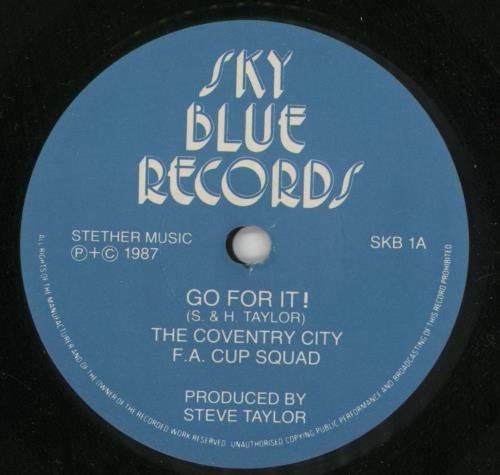 SKY
BLUE
RECORDS
STETHER MUSIC
Ⓟ+© 1987
SKB 1A
GO FOR IT!
(S. & H. TAYLOR)
THE COVENTRY CITY
F.A. CUP SQUAD
PRODUCED BY
STEVE TAYLOR
ALL RIGHTS OF THE MANUFACTURER AND OF THE OWNER OF THE RECORDED WORK RESERVED. UNAUTHORISED COPYING PUBLIC PERFORMANCE AND BROADCASTING OF THIS RECORD PROHIBITED